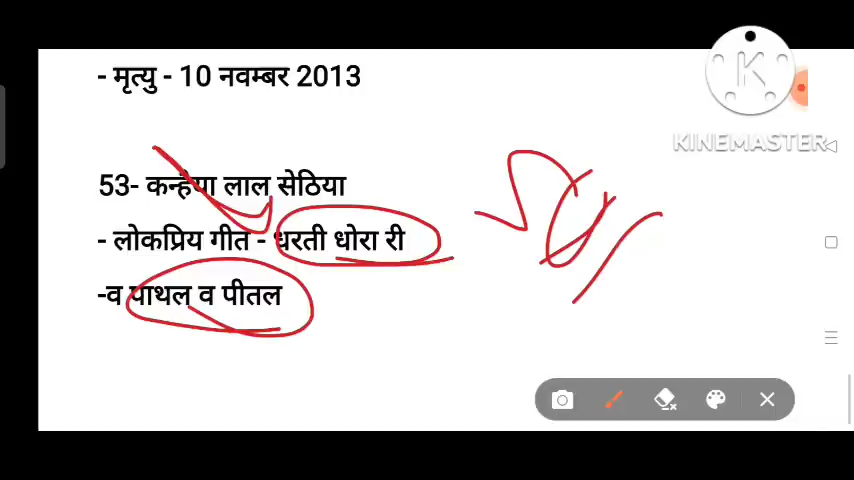 - मृत्यु - 10 नवम्बर 2013
KINEMASTER
53- कन्हैया लाल सेठिया
- लोकप्रिय गीत - धरती धोरा री
-व पाथल व पीतल